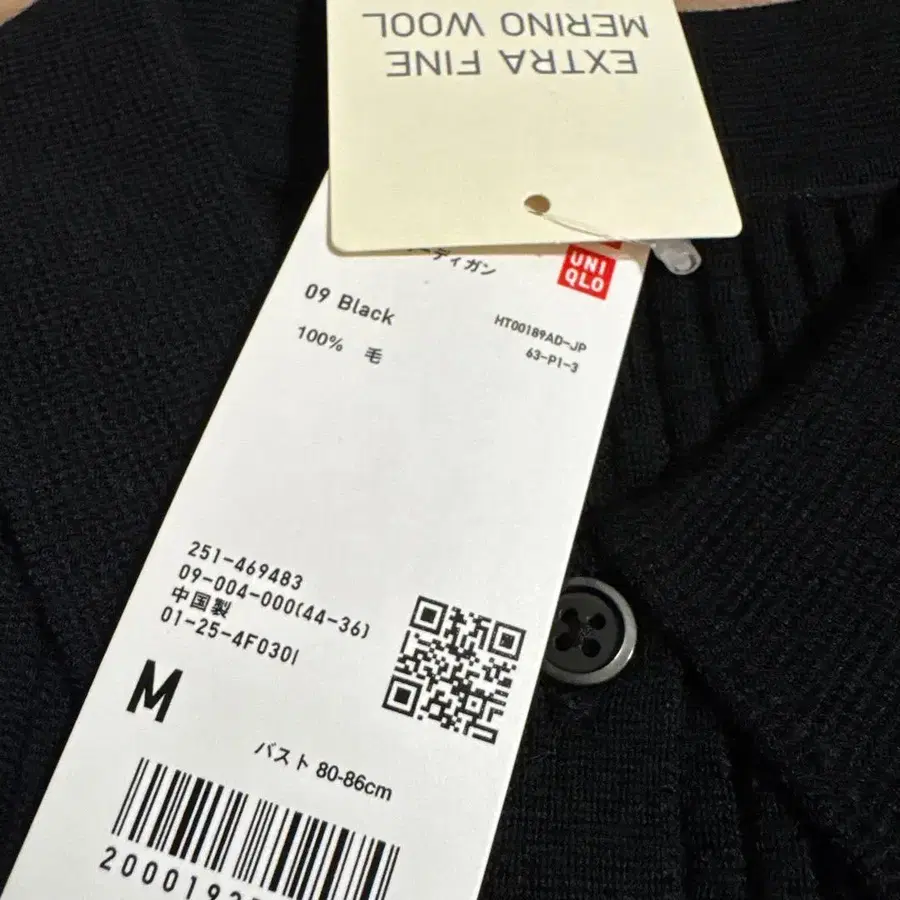 EXTRA FINE
MERINO WOOL
ーディガン
UNI
QLO
09 Black
100% 毛
HT00189AD-JP
63-P1-3
251-469483
09-004-000(44-36)
中国製
01-25-4F030I
M
バスト 80-86cm